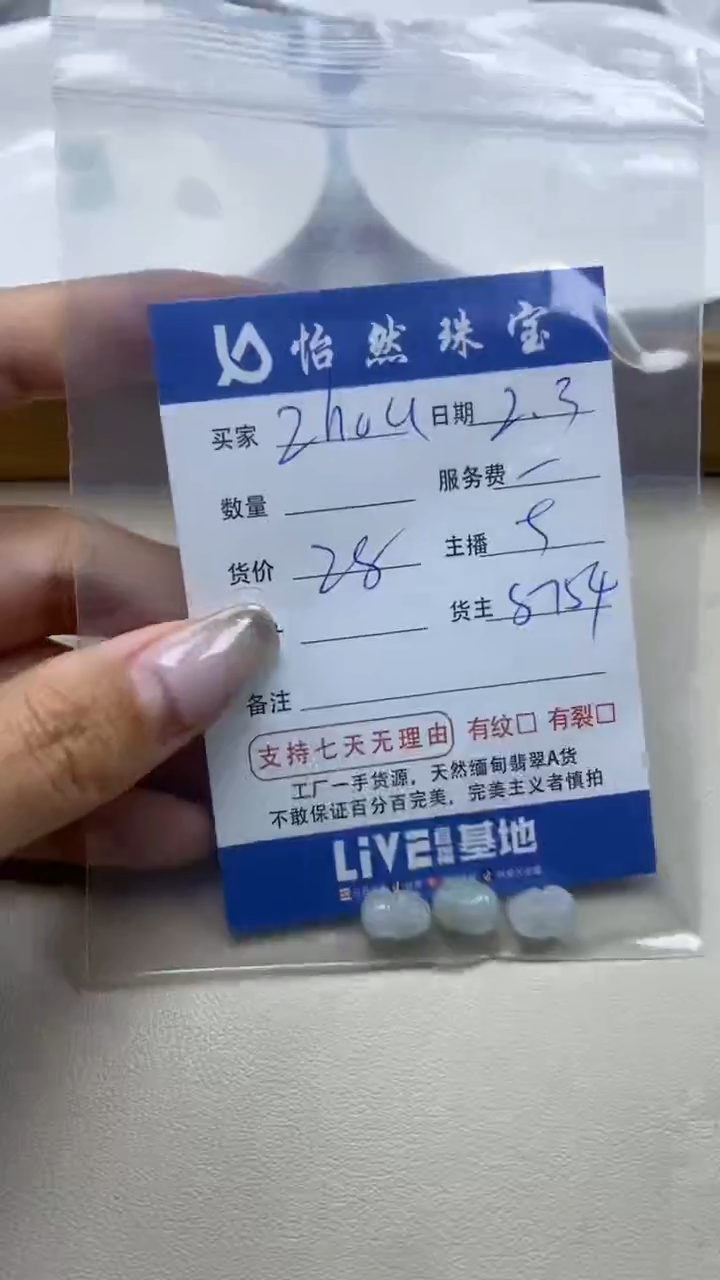 怡然珠宝
买家 Zhou 日期 2.3
数量 服务费 一
货价 28 主播 9
货主 8754
备注
支持七天无理由 有纹□ 有裂□
工厂一手货源，天然缅甸翡翠A货
不敢保证百分百完美，完美主义者慎拍
LiVE 基地